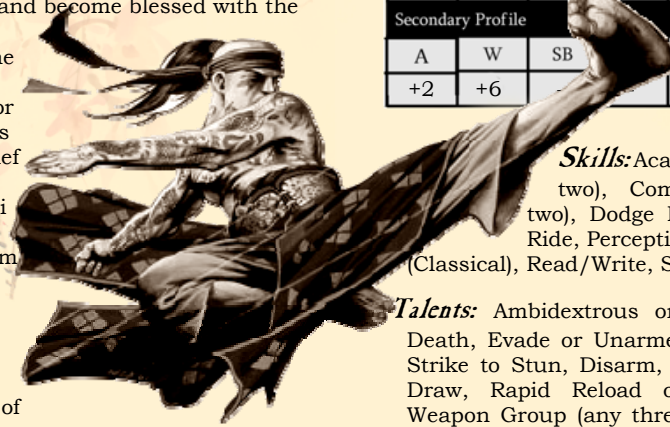 and become blessed with the
ne
or
s
ef
i
m
of
Secondary Profile
A W SB
+2 +6 -
Skills: Aca
two), Com
two), Dodge
Ride, Percepti
(Classical), Read/Write, S
Talents: Ambidextrous or
Death, Evade or Unarme
Strike to Stun, Disarm,
Draw, Rapid Reload o
Weapon Group (any thre